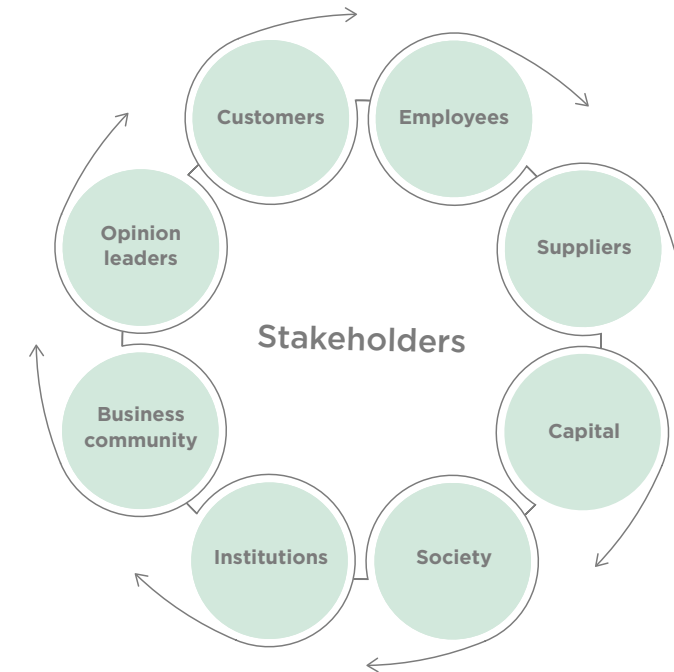 Customers
Employees
Suppliers
Capital
Society
Institutions
Business
community
Opinion
leaders
Stakeholders